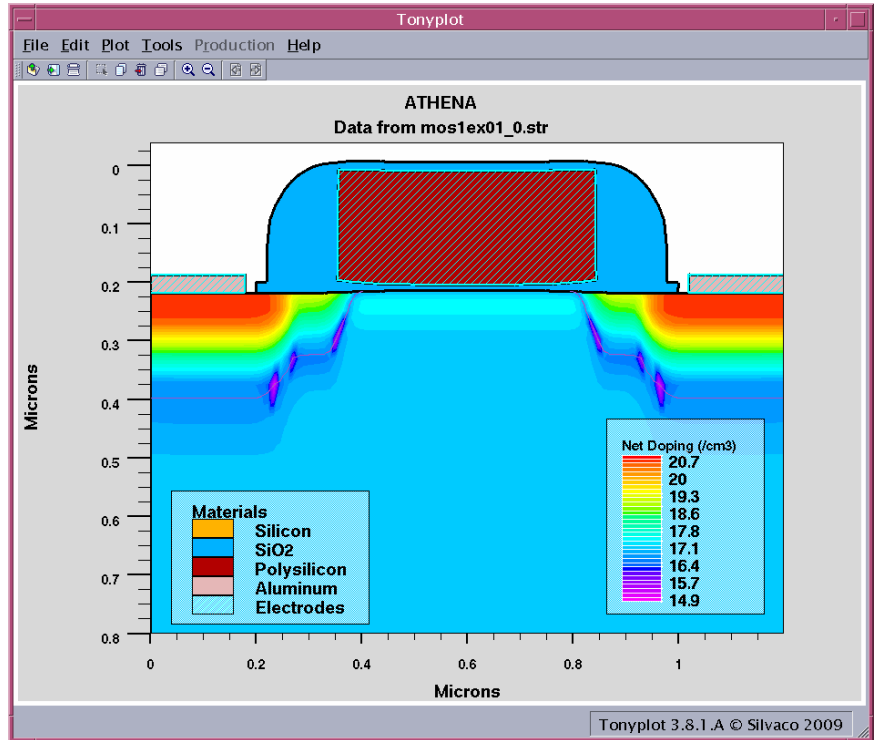 Tonyplot
File Edit Plot Tools Production Help
ATHENA
Data from mos1ex01_0.str
0
0.1
0.2
0.3
0.4
0.5
0.6
0.7
0.8
Microns
Net Doping (/cm3)
20.7
20
19.3
18.6
17.8
17.1
16.4
15.7
14.9
Materials
Silicon
SiO2
Polysilicon
Aluminum
Electrodes
0 0.2 0.4 0.6 0.8 1
Microns
Tonyplot 3.8.1.A © Silvaco 2009